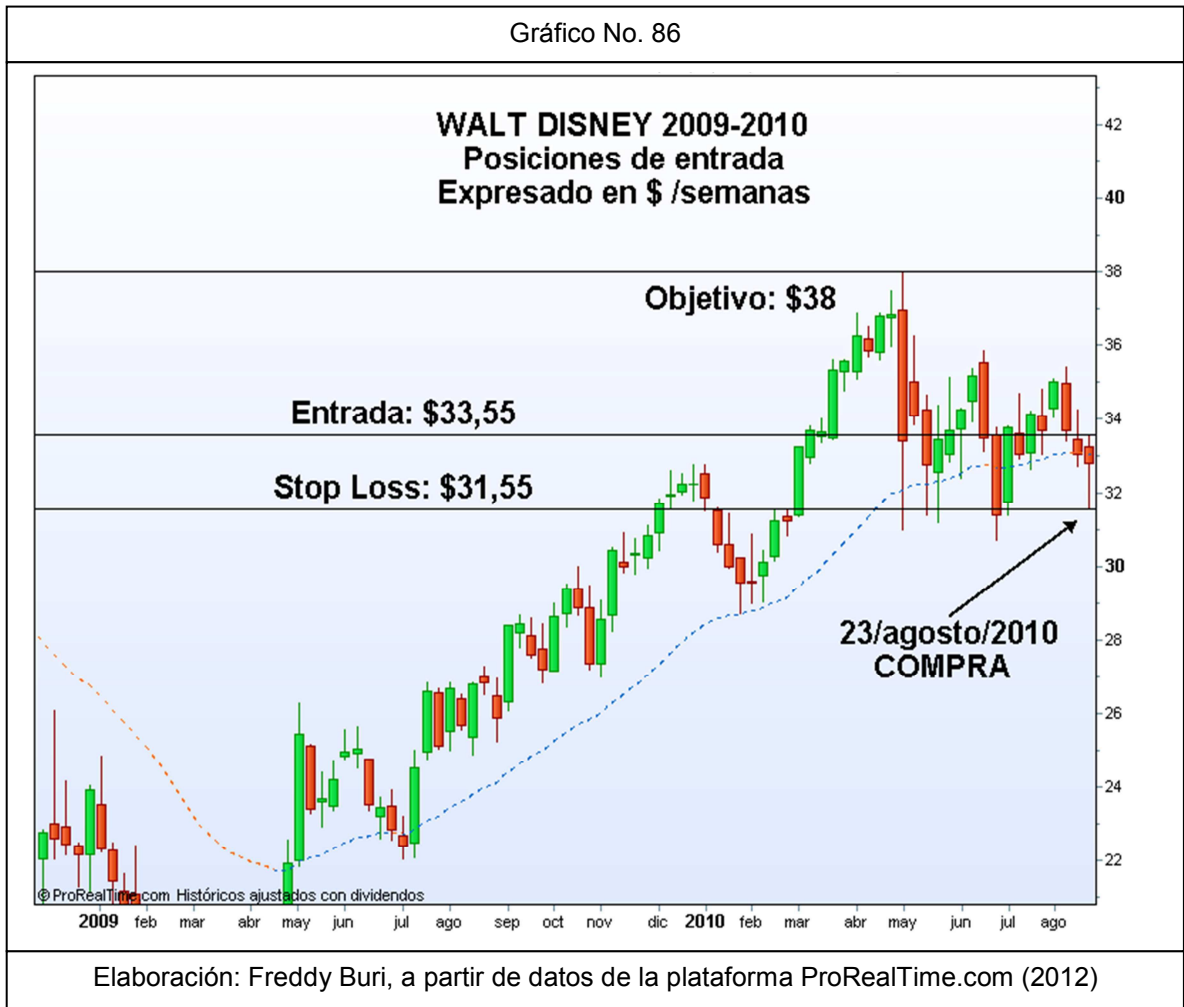 Gráfico No. 86
WALT DISNEY 2009-2010
Posiciones de entrada
Expresado en $ /semanas
42
40
38
Objetivo: $38
36
Entrada: $33,55
34
Stop Loss: $31,55
32
30
23/agosto/2010
COMPRA
28
26
24
22
© ProRealTime.com Históricos ajustados con dividendos
2009 feb mar abr may jun jul ago sep oct nov dic 2010 feb mar abr may jun jul ago
Elaboración: Freddy Buri, a partir de datos de la plataforma ProRealTime.com (2012)